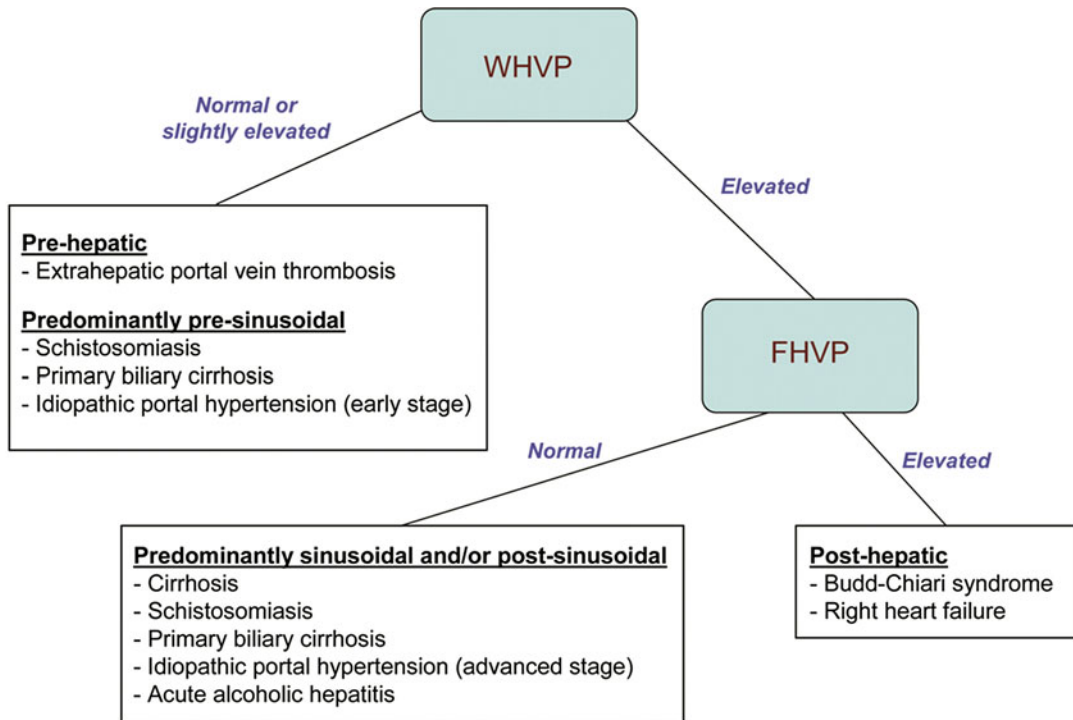 WHVP
Normal or
slightly elevated
Elevated
Pre-hepatic
- Extrahepatic portal vein thrombosis
Predominantly pre-sinusoidal
- Schistosomiasis
- Primary biliary cirrhosis
- Idiopathic portal hypertension (early stage)
FHVP
Normal
Elevated
Predominantly sinusoidal and/or post-sinusoidal
- Cirrhosis
- Schistosomiasis
- Primary biliary cirrhosis
- Idiopathic portal hypertension (advanced stage)
- Acute alcoholic hepatitis
Post-hepatic
- Budd-Chiari syndrome
- Right heart failure